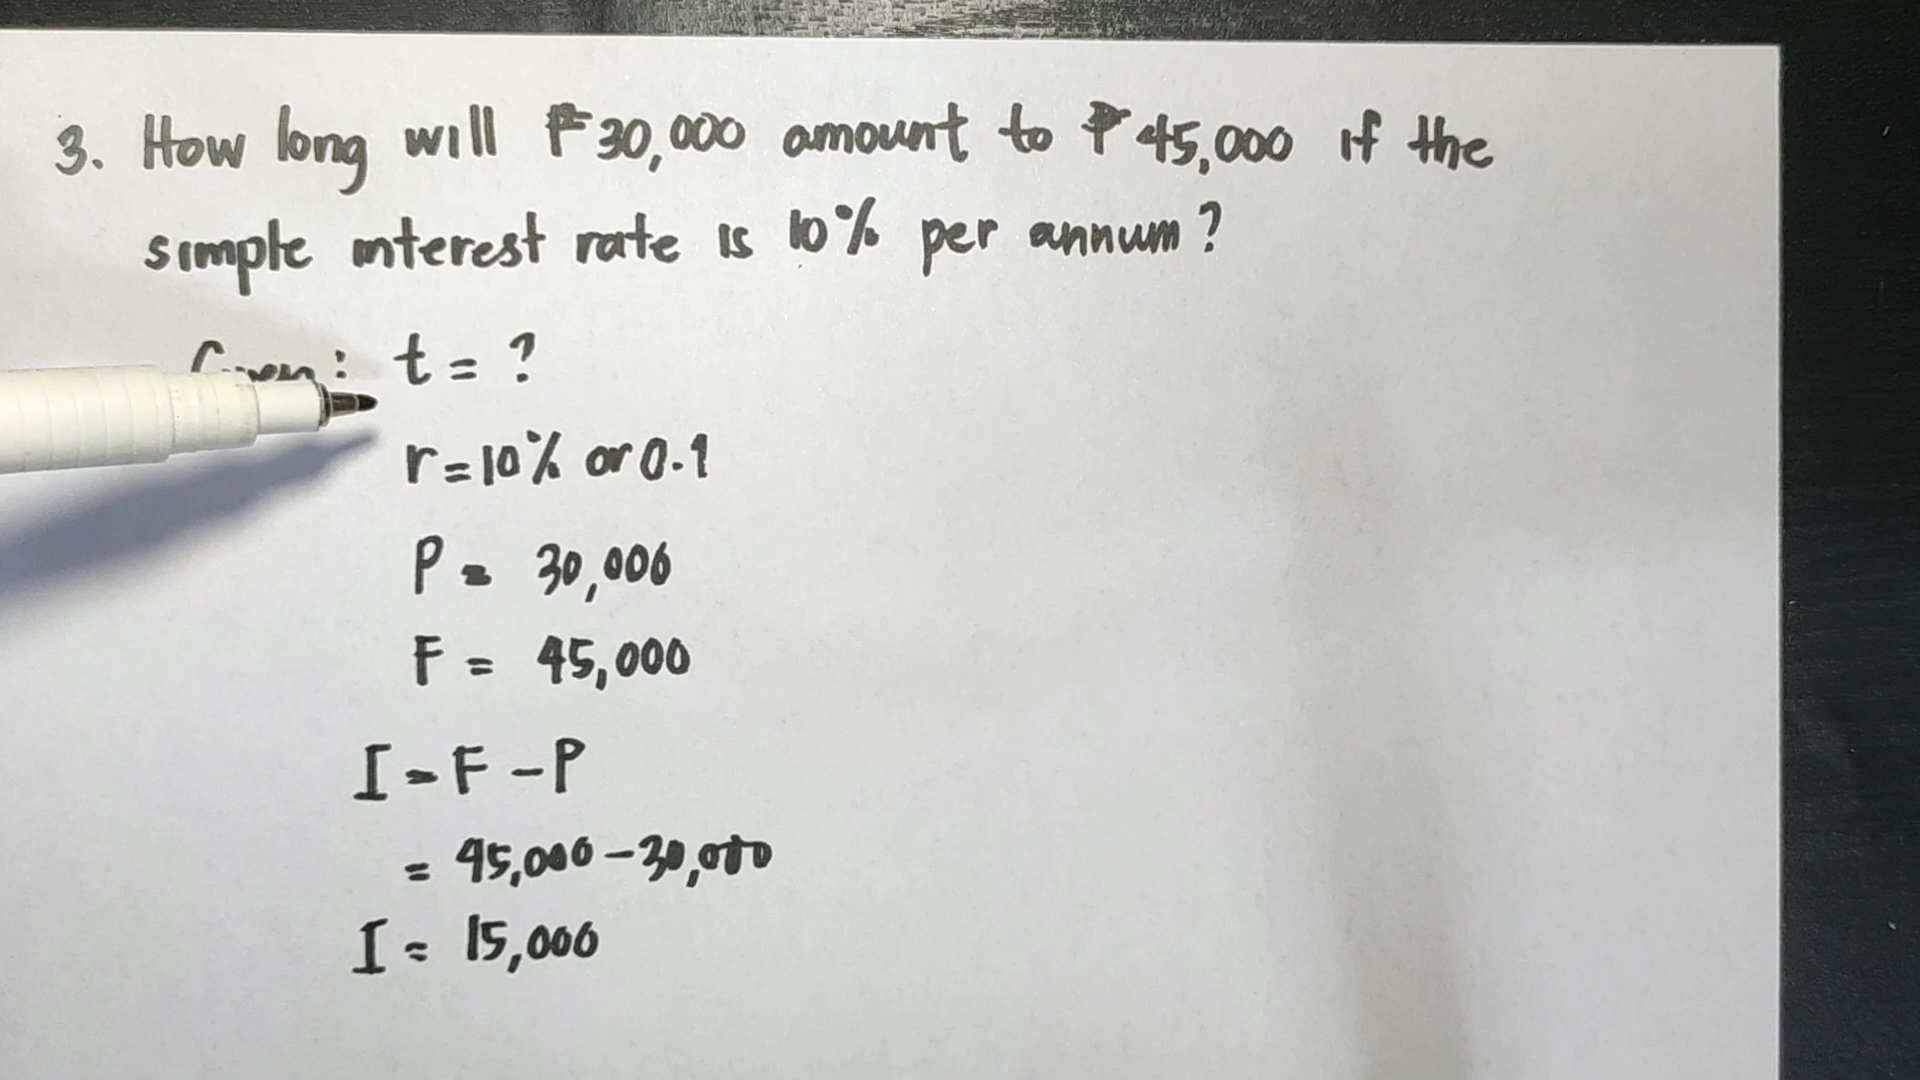 3. How long will ₱30,000 amount to ₱45,000 if the
simple interest rate is 10% per annum?
Given: t = ?
r = 10% or 0.1
P = 30,000
F = 45,000
I = F - P
= 45,000 - 30,000
I = 15,000